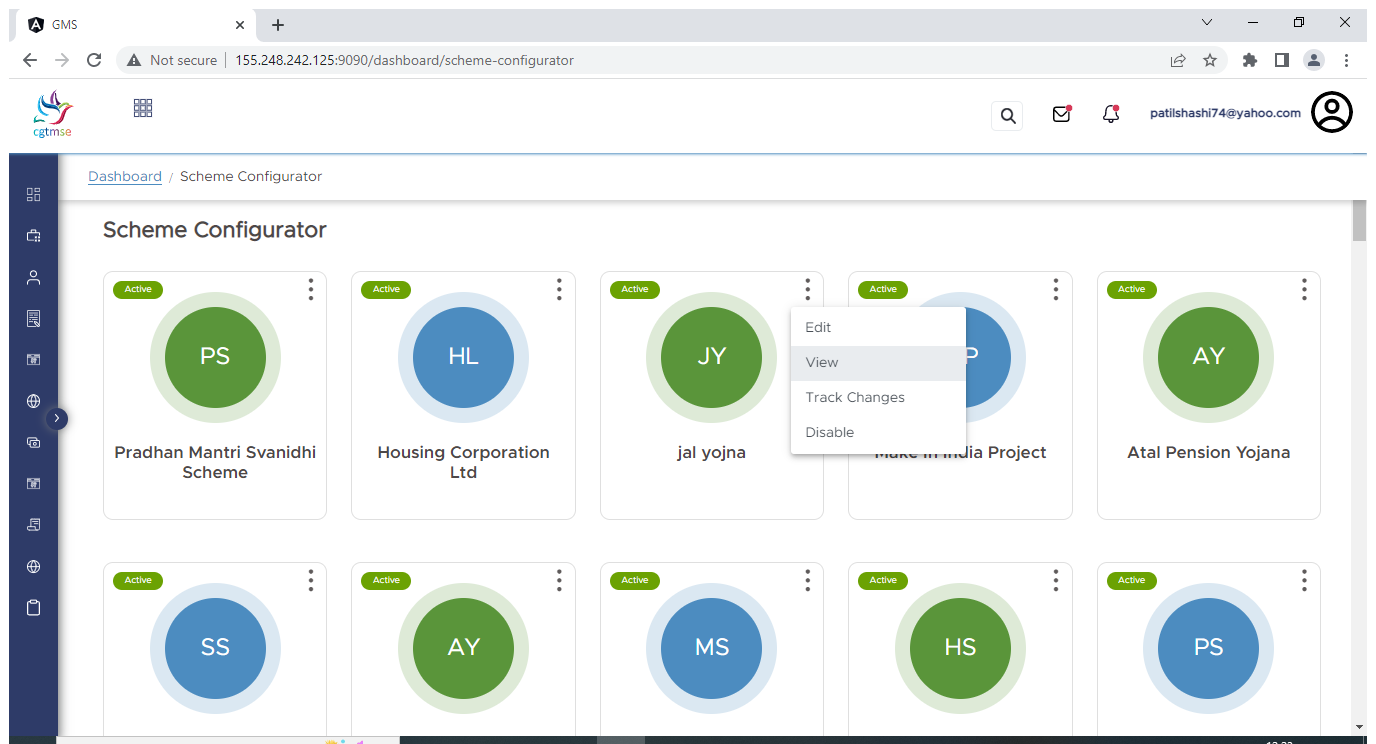 GMS
Not secure
155.248.242.125:9090/dashboard/scheme-configurator
cgtmse
patilshashi74@yahoo.com
Dashboard / Scheme Configurator
Scheme Configurator
Active
PS
Pradhan Mantri Svanidhi
Scheme
Active
HL
Housing Corporation
Ltd
Active
JY
jal yojna
Edit
View
Track Changes
Disable
Active
P
Make In India Project
Active
AY
Atal Pension Yojana
Active
SS
Active
AY
Active
MS
Active
HS
Active
PS